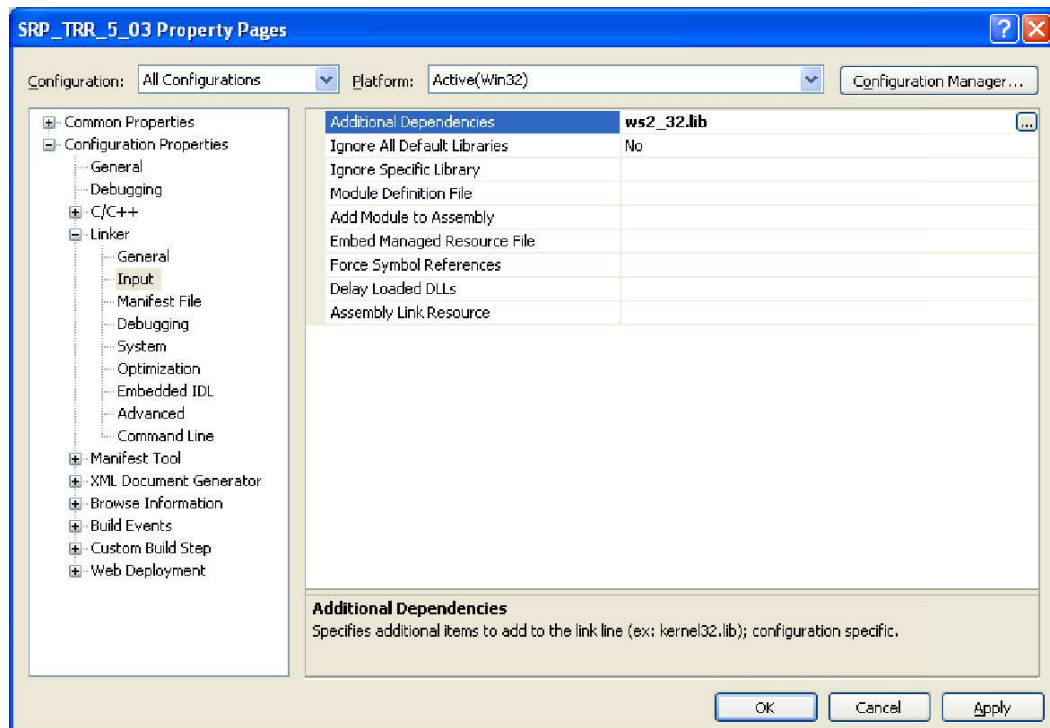 SRP_TRR_5_03 Property Pages
Configuration: All Configurations Platform: Active(Win32) Configuration Manager...
Common Properties
Configuration Properties
General
Debugging
C/C++
Linker
General
Input
Manifest File
Debugging
System
Optimization
Embedded IDL
Advanced
Command Line
Manifest Tool
XML Document Generator
Browse Information
Build Events
Custom Build Step
Web Deployment
Additional Dependencies ws2_32.lib ...
Ignore All Default Libraries No
Ignore Specific Library
Module Definition File
Add Module to Assembly
Embed Managed Resource File
Force Symbol References
Delay Loaded DLLs
Assembly Link Resource
Additional Dependencies
Specifies additional items to add to the link line (ex: kernel32.lib); configuration specific.
OK Cancel Apply